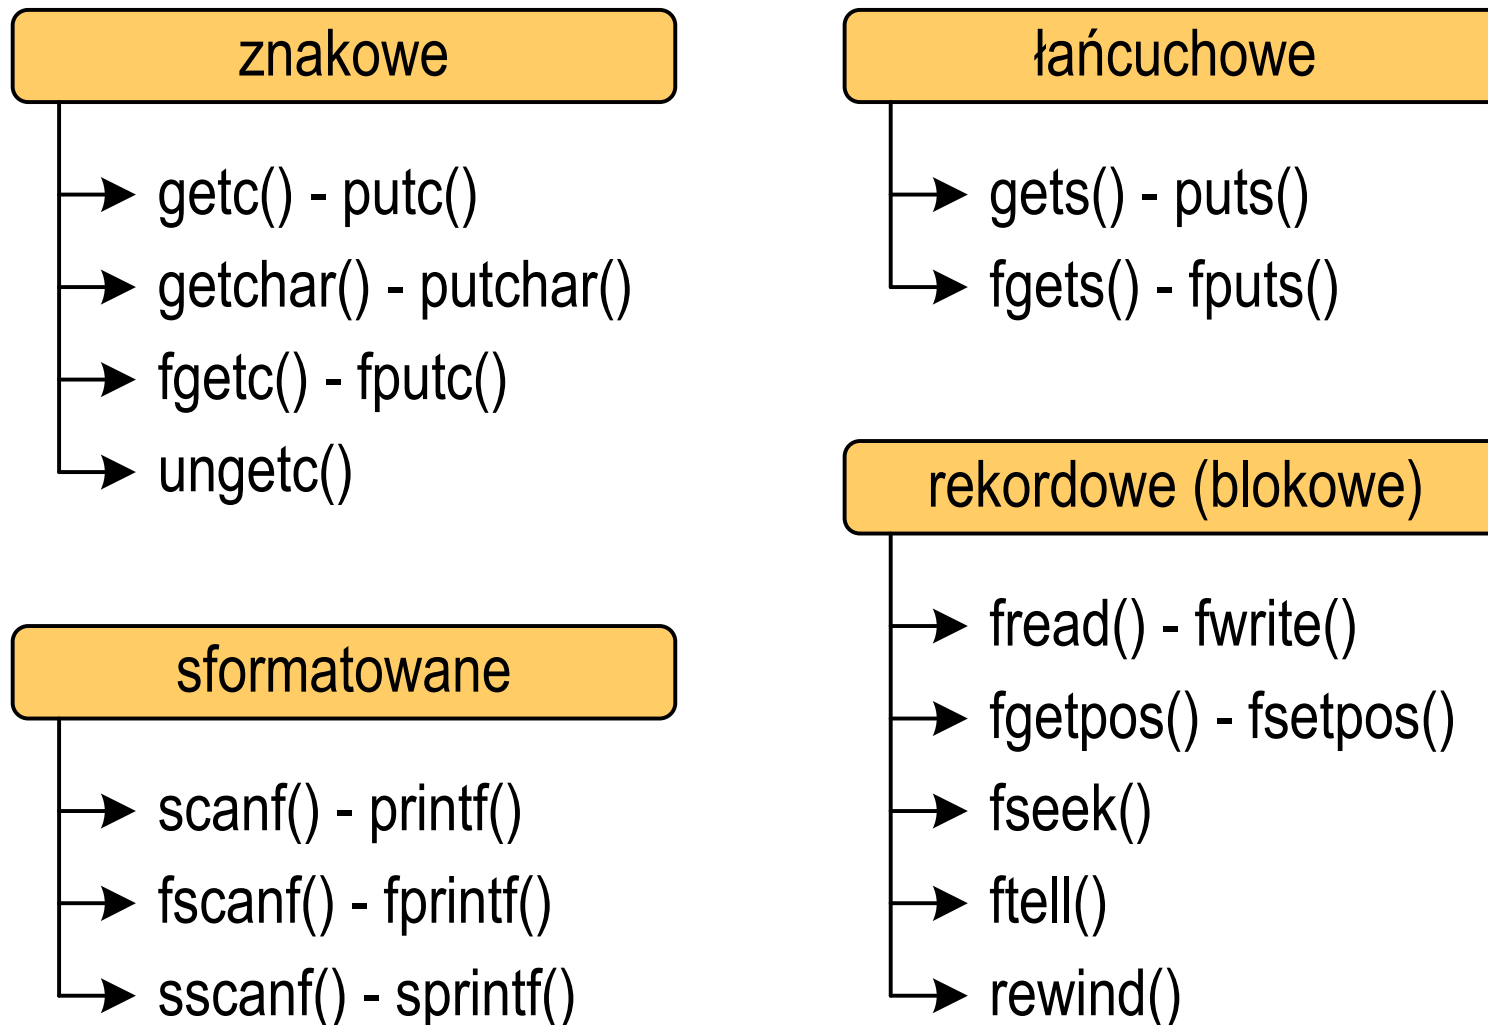 znakowe
getc() - putc()
getchar() - putchar()
fgetc() - fputc()
ungetc()
sformatowane
scanf() - printf()
fscanf() - fprintf()
sscanf() - sprintf()
łańcuchowe
gets() - puts()
fgets() - fputs()
rekordowe (blokowe)
fread() - fwrite()
fgetpos() - fsetpos()
fseek()
ftell()
rewind()